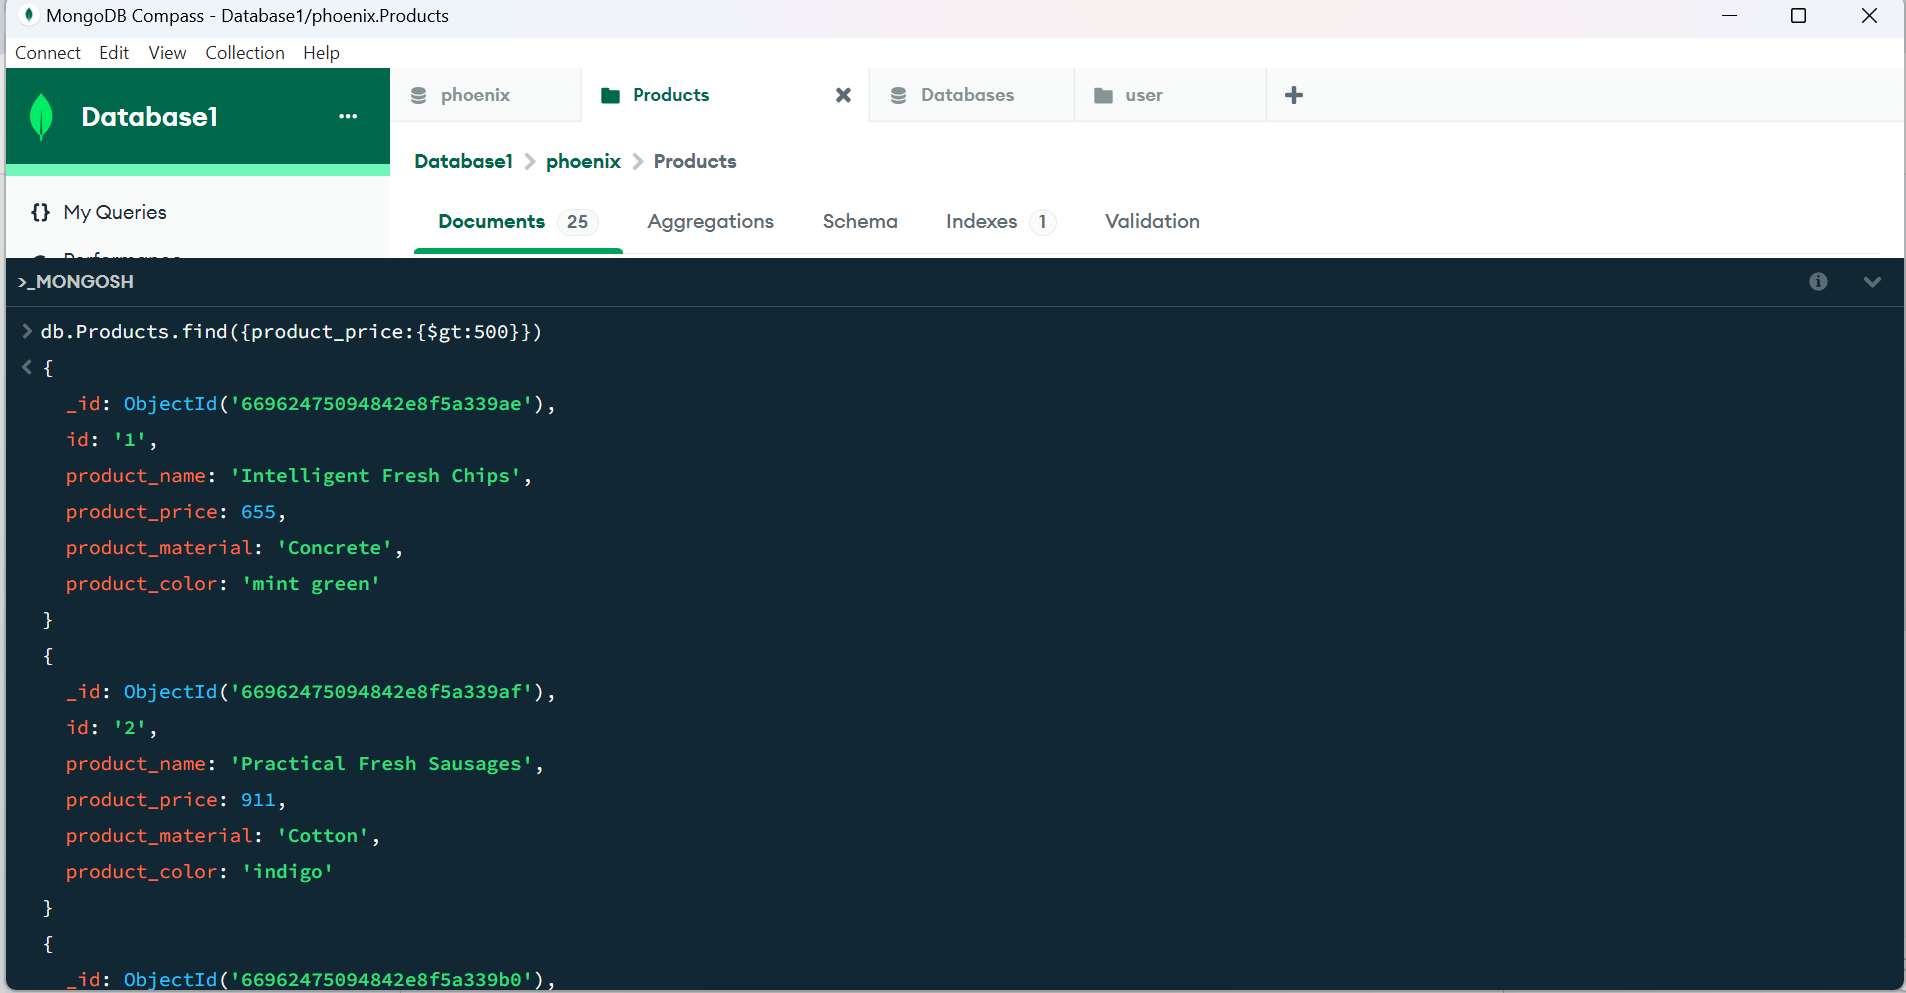 MongoDB Compass - Database1/phoenix.Products
Connect Edit View Collection Help
Database1 ...
phoenix Products Databases user
Database1 > phoenix > Products
{} My Queries
Documents 25 Aggregations Schema Indexes 1 Validation
Performance
>_MONGOSH
> db.Products.find({product_price:{$gt:500}})
< {
_id: ObjectId('66962475094842e8f5a339ae'),
id: '1',
product_name: 'Intelligent Fresh Chips',
product_price: 655,
product_material: 'Concrete',
product_color: 'mint green'
}
{
_id: ObjectId('66962475094842e8f5a339af'),
id: '2',
product_name: 'Practical Fresh Sausages',
product_price: 911,
product_material: 'Cotton',
product_color: 'indigo'
}
{
_id: ObjectId('66962475094842e8f5a339b0'),